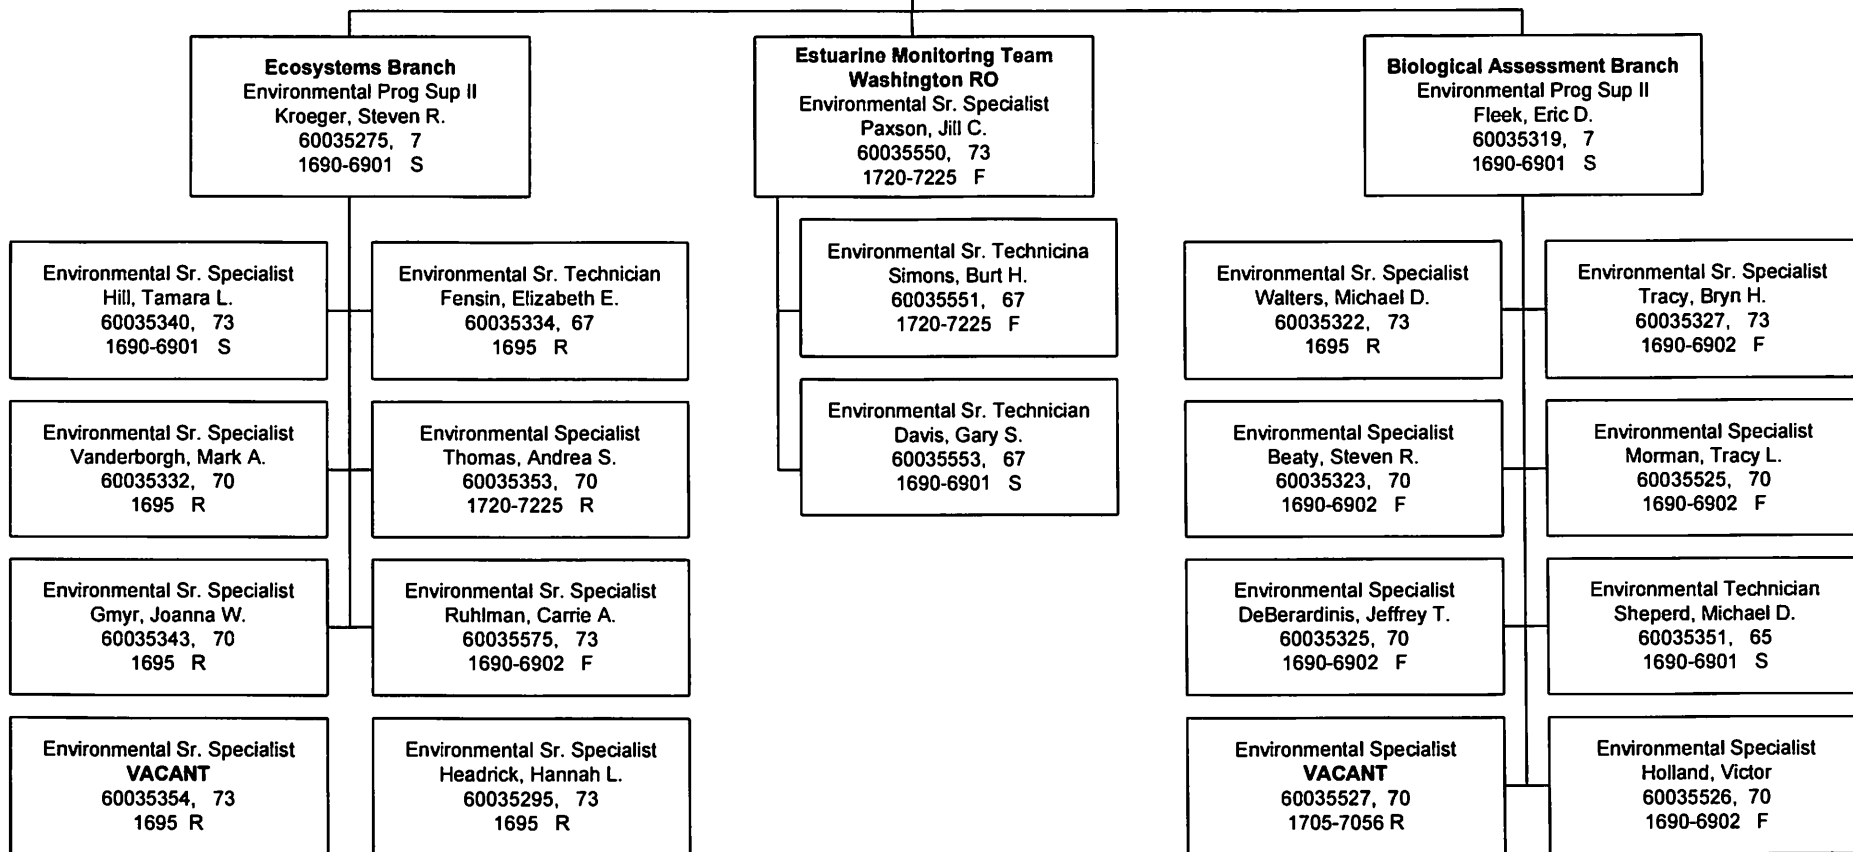 Ecosystems Branch
Environmental Prog Sup II
Kroeger, Steven R.
60035275, 7
1690-6901 S
Estuarine Monitoring Team
Washington RO
Environmental Sr. Specialist
Paxson, Jill C.
60035550, 73
1720-7225 F
Biological Assessment Branch
Environmental Prog Sup II
Fleek, Eric D.
60035319, 7
1690-6901 S
Environmental Sr. Specialist
Hill, Tamara L.
60035340, 73
1690-6901 S
Environmental Sr. Technician
Fensin, Elizabeth E.
60035334, 67
1695 R
Environmental Sr. Specialist
Vanderborgh, Mark A.
60035332, 70
1695 R
Environmental Specialist
Thomas, Andrea S.
60035353, 70
1720-7225 R
Environmental Sr. Specialist
Gmyr, Joanna W.
60035343, 70
1695 R
Environmental Sr. Specialist
Ruhlman, Carrie A.
60035575, 73
1690-6902 F
Environmental Sr. Specialist
VACANT
60035354, 73
1695 R
Environmental Sr. Specialist
Headrick, Hannah L.
60035295, 73
1695 R
Environmental Sr. Technicina
Simons, Burt H.
60035551, 67
1720-7225 F
Environmental Sr. Technician
Davis, Gary S.
60035553, 67
1690-6901 S
Environmental Sr. Specialist
Walters, Michael D.
60035322, 73
1695 R
Environmental Sr. Specialist
Tracy, Bryn H.
60035327, 73
1690-6902 F
Environmental Specialist
Beaty, Steven R.
60035323, 70
1690-6902 F
Environmental Specialist
Morman, Tracy L.
60035525, 70
1690-6902 F
Environmental Specialist
DeBerardinis, Jeffrey T.
60035325, 70
1690-6902 F
Environmental Technician
Sheperd, Michael D.
60035351, 65
1690-6901 S
Environmental Specialist
VACANT
60035527, 70
1705-7056 R
Environmental Specialist
Holland, Victor
60035526, 70
1690-6902 F